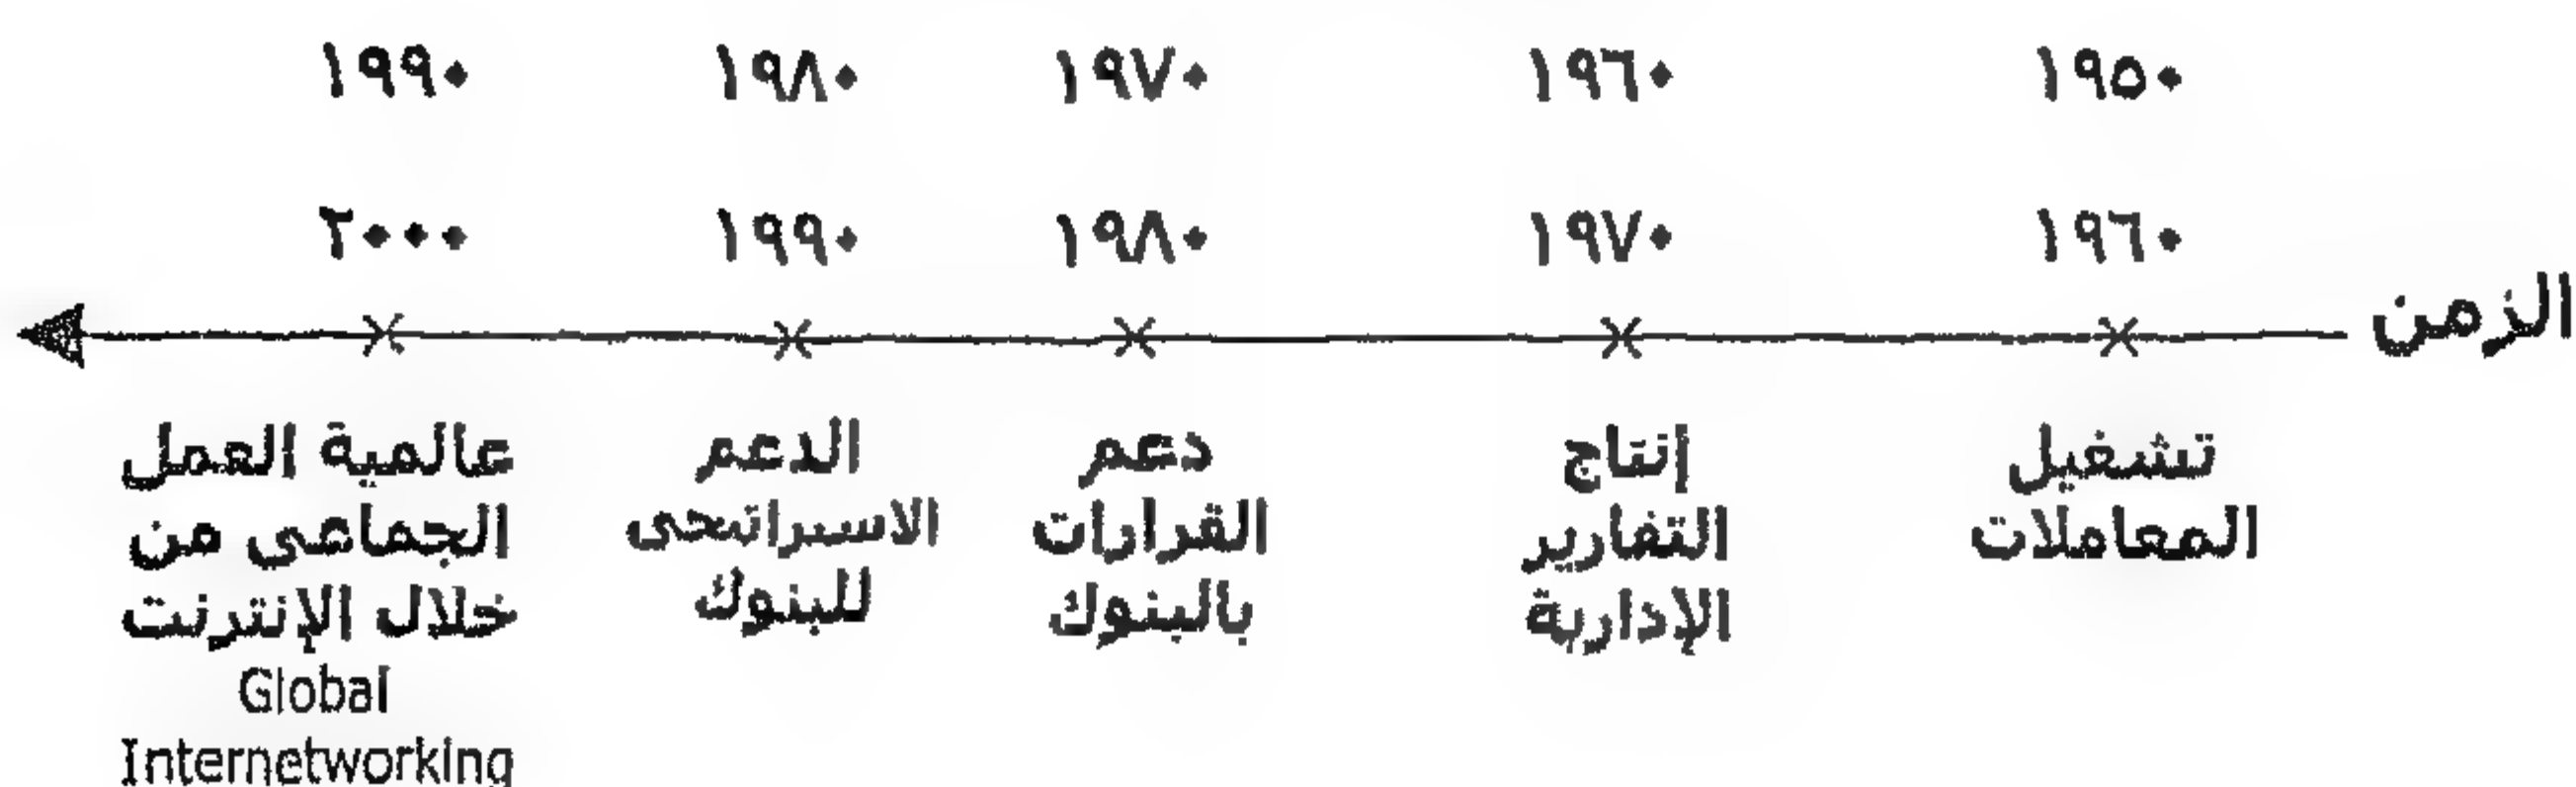 ١٩٥٠ ١٩٦٠ ١٩٧٠ ١٩٨٠ ١٩٩٠
١٩٦٠ ١٩٧٠ ١٩٨٠ ١٩٩٠ ٢٠٠٠
الزمن
تشغيل
المعاملات
إنتاج
التقارير
الإدارية
دعم
القرارات
بالبنوك
الدعم
الاستراتيجى
للبنوك
عالمية العمل
الجماعى من
خلال الإنترنت
Global
Internetworking